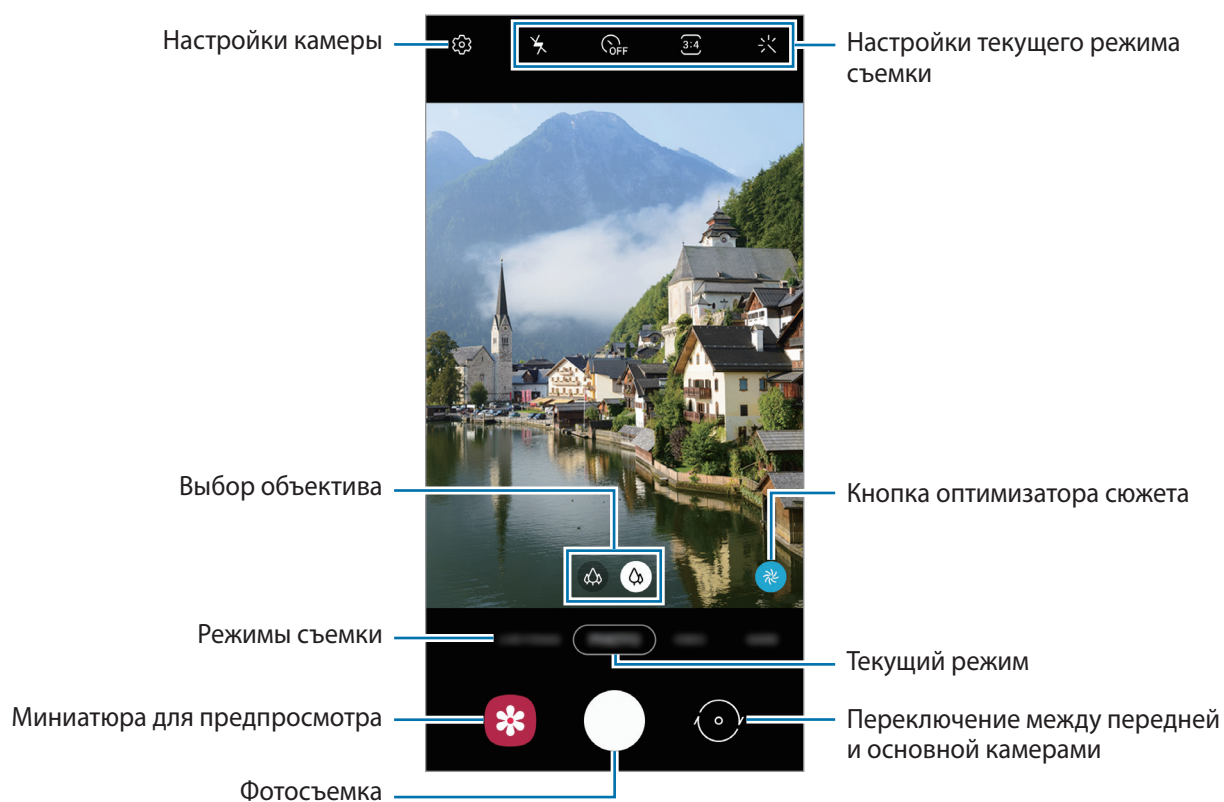 Настройки камеры
OFF
3:4
Настройки текущего режима
съемки
Выбор объектива
Кнопка оптимизатора сюжета
Режимы съемки
Текущий режим
Миниатюра для предпросмотра
Переключение между передней
и основной камерами
Фотосъемка